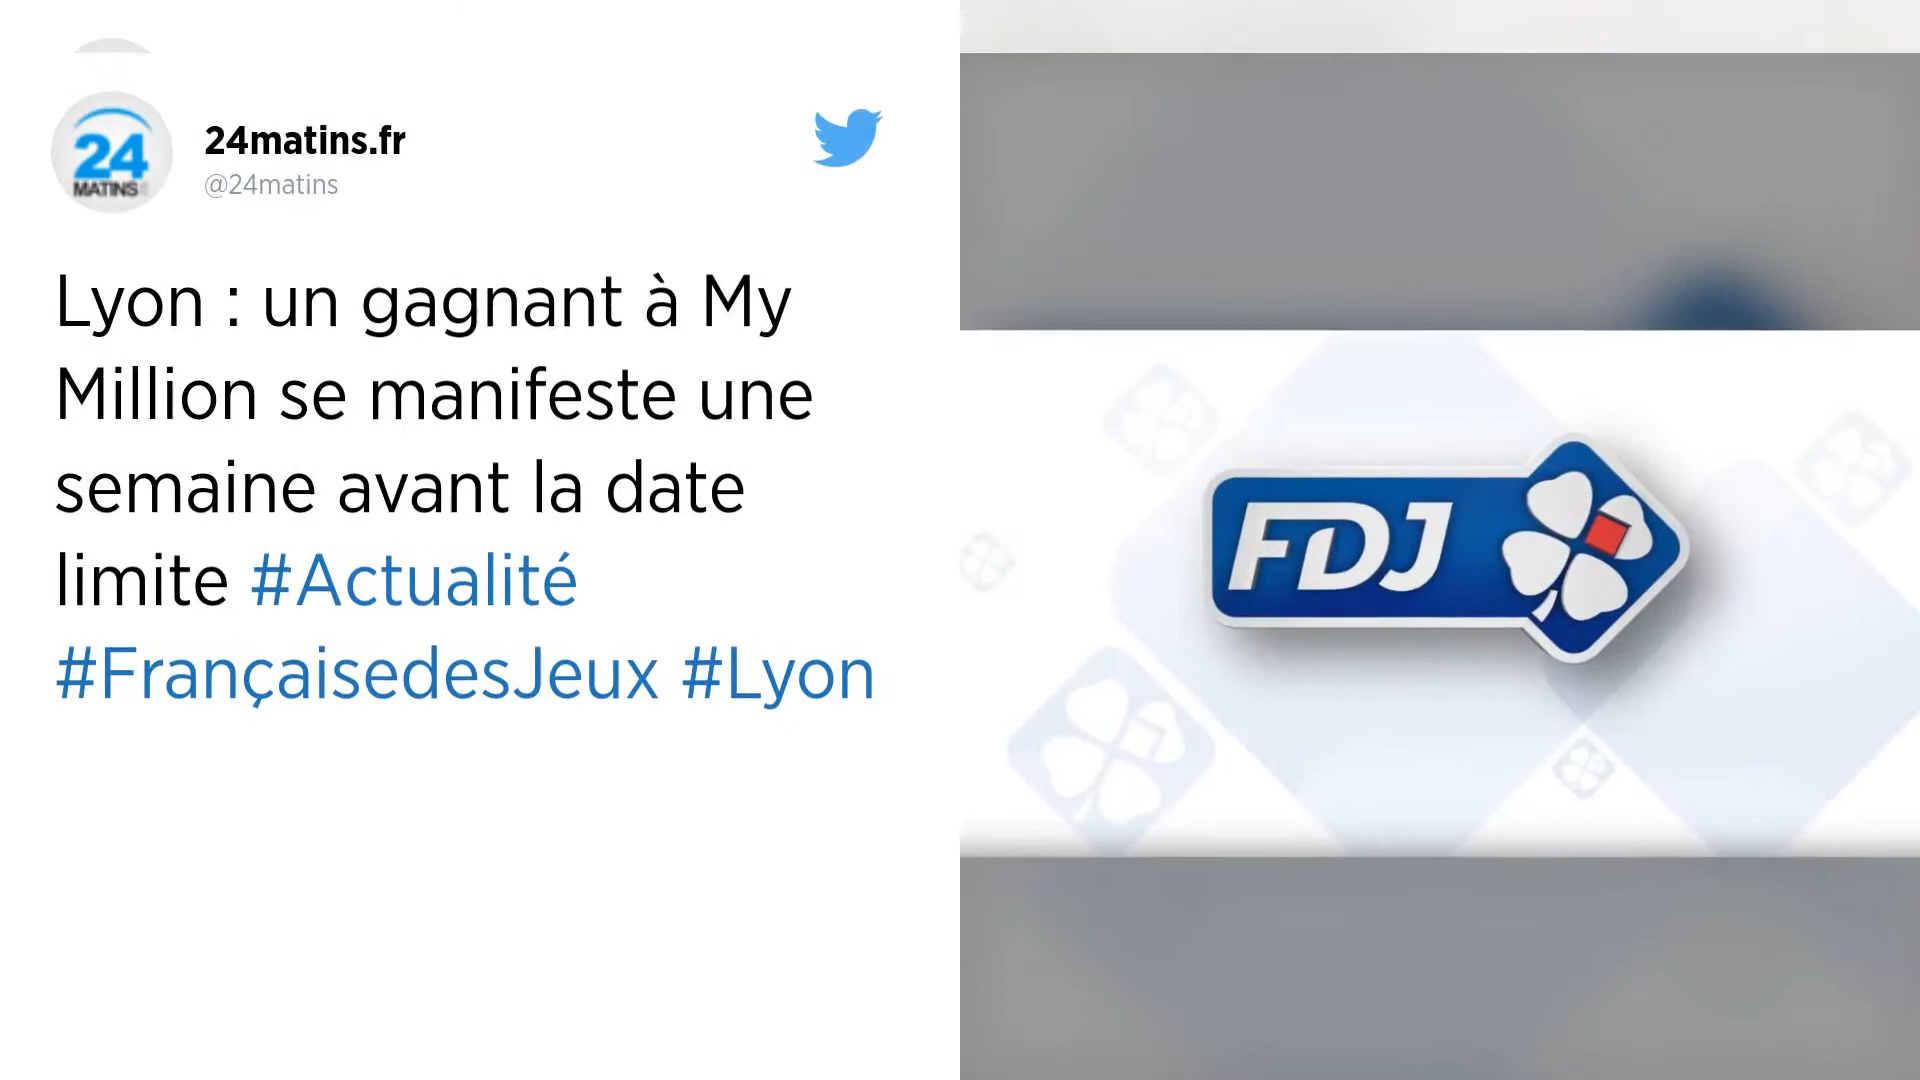 24
MATINS
24matins.fr
@24matins
Lyon : un gagnant à My
Million se manifeste une
semaine avant la date
limite #Actualité
#FrançaisedesJeux #Lyon
FDJ